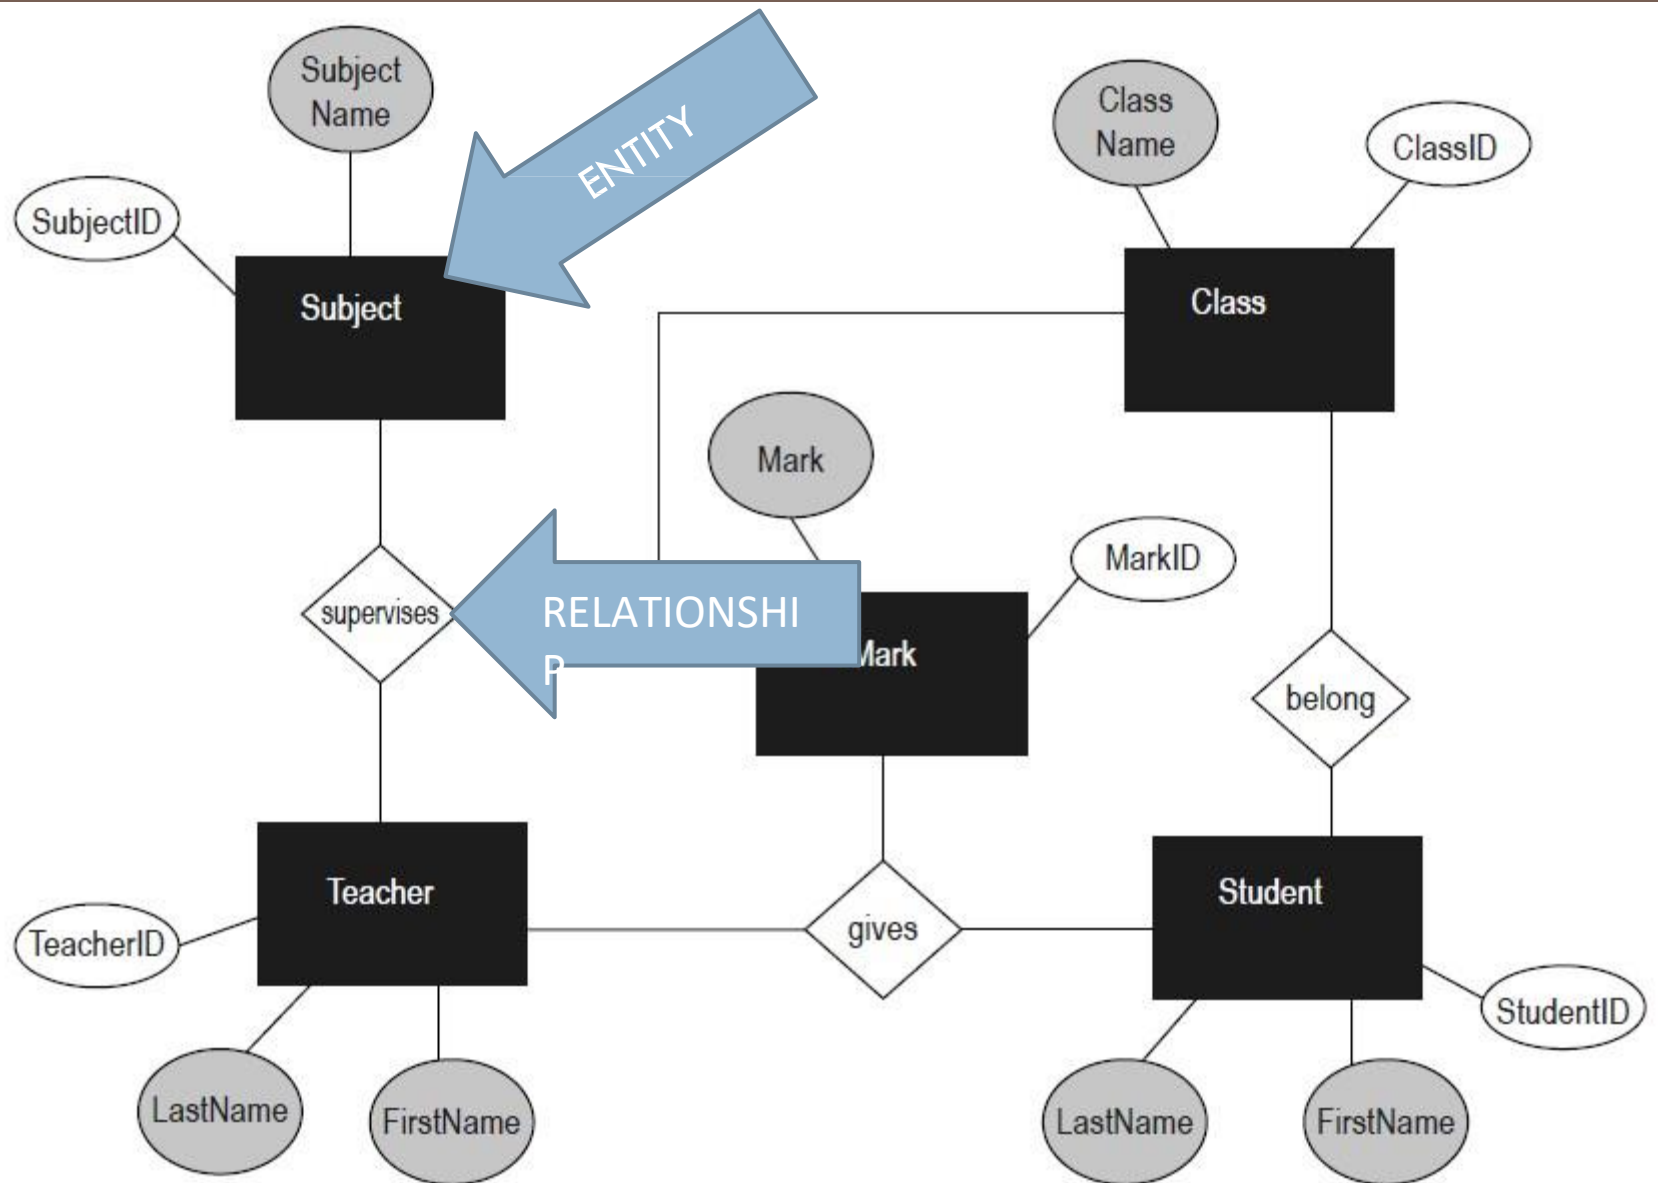 Subject
Name
ENTITY
Class
Name
ClassID
SubjectID
Subject
Class
Mark
MarkID
supervises
RELATIONSHI
P
Mark
belong
Teacher
Student
gives
TeacherID
StudentID
LastName
FirstName
LastName
FirstName